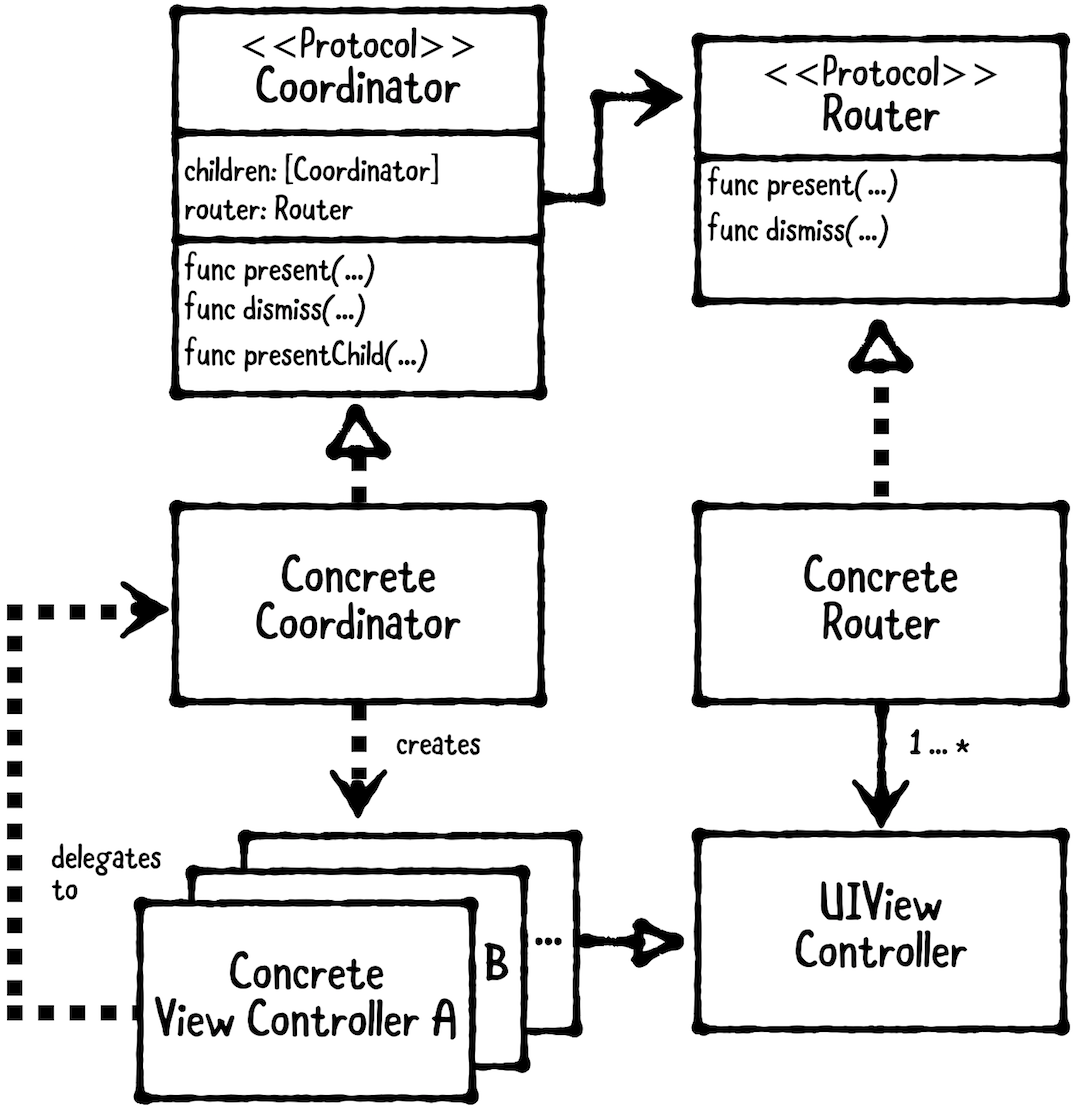 <<Protocol>>
Coordinator
children: [Coordinator]
router: Router
func present(...)
func dismiss(...)
func presentChild(...)
<<Protocol>>
Router
func present(...)
func dismiss(...)
Concrete
Coordinator
Concrete
Router
creates
1 ... *
delegates
to
Concrete
View Controller A
B
...
UIView
Controller